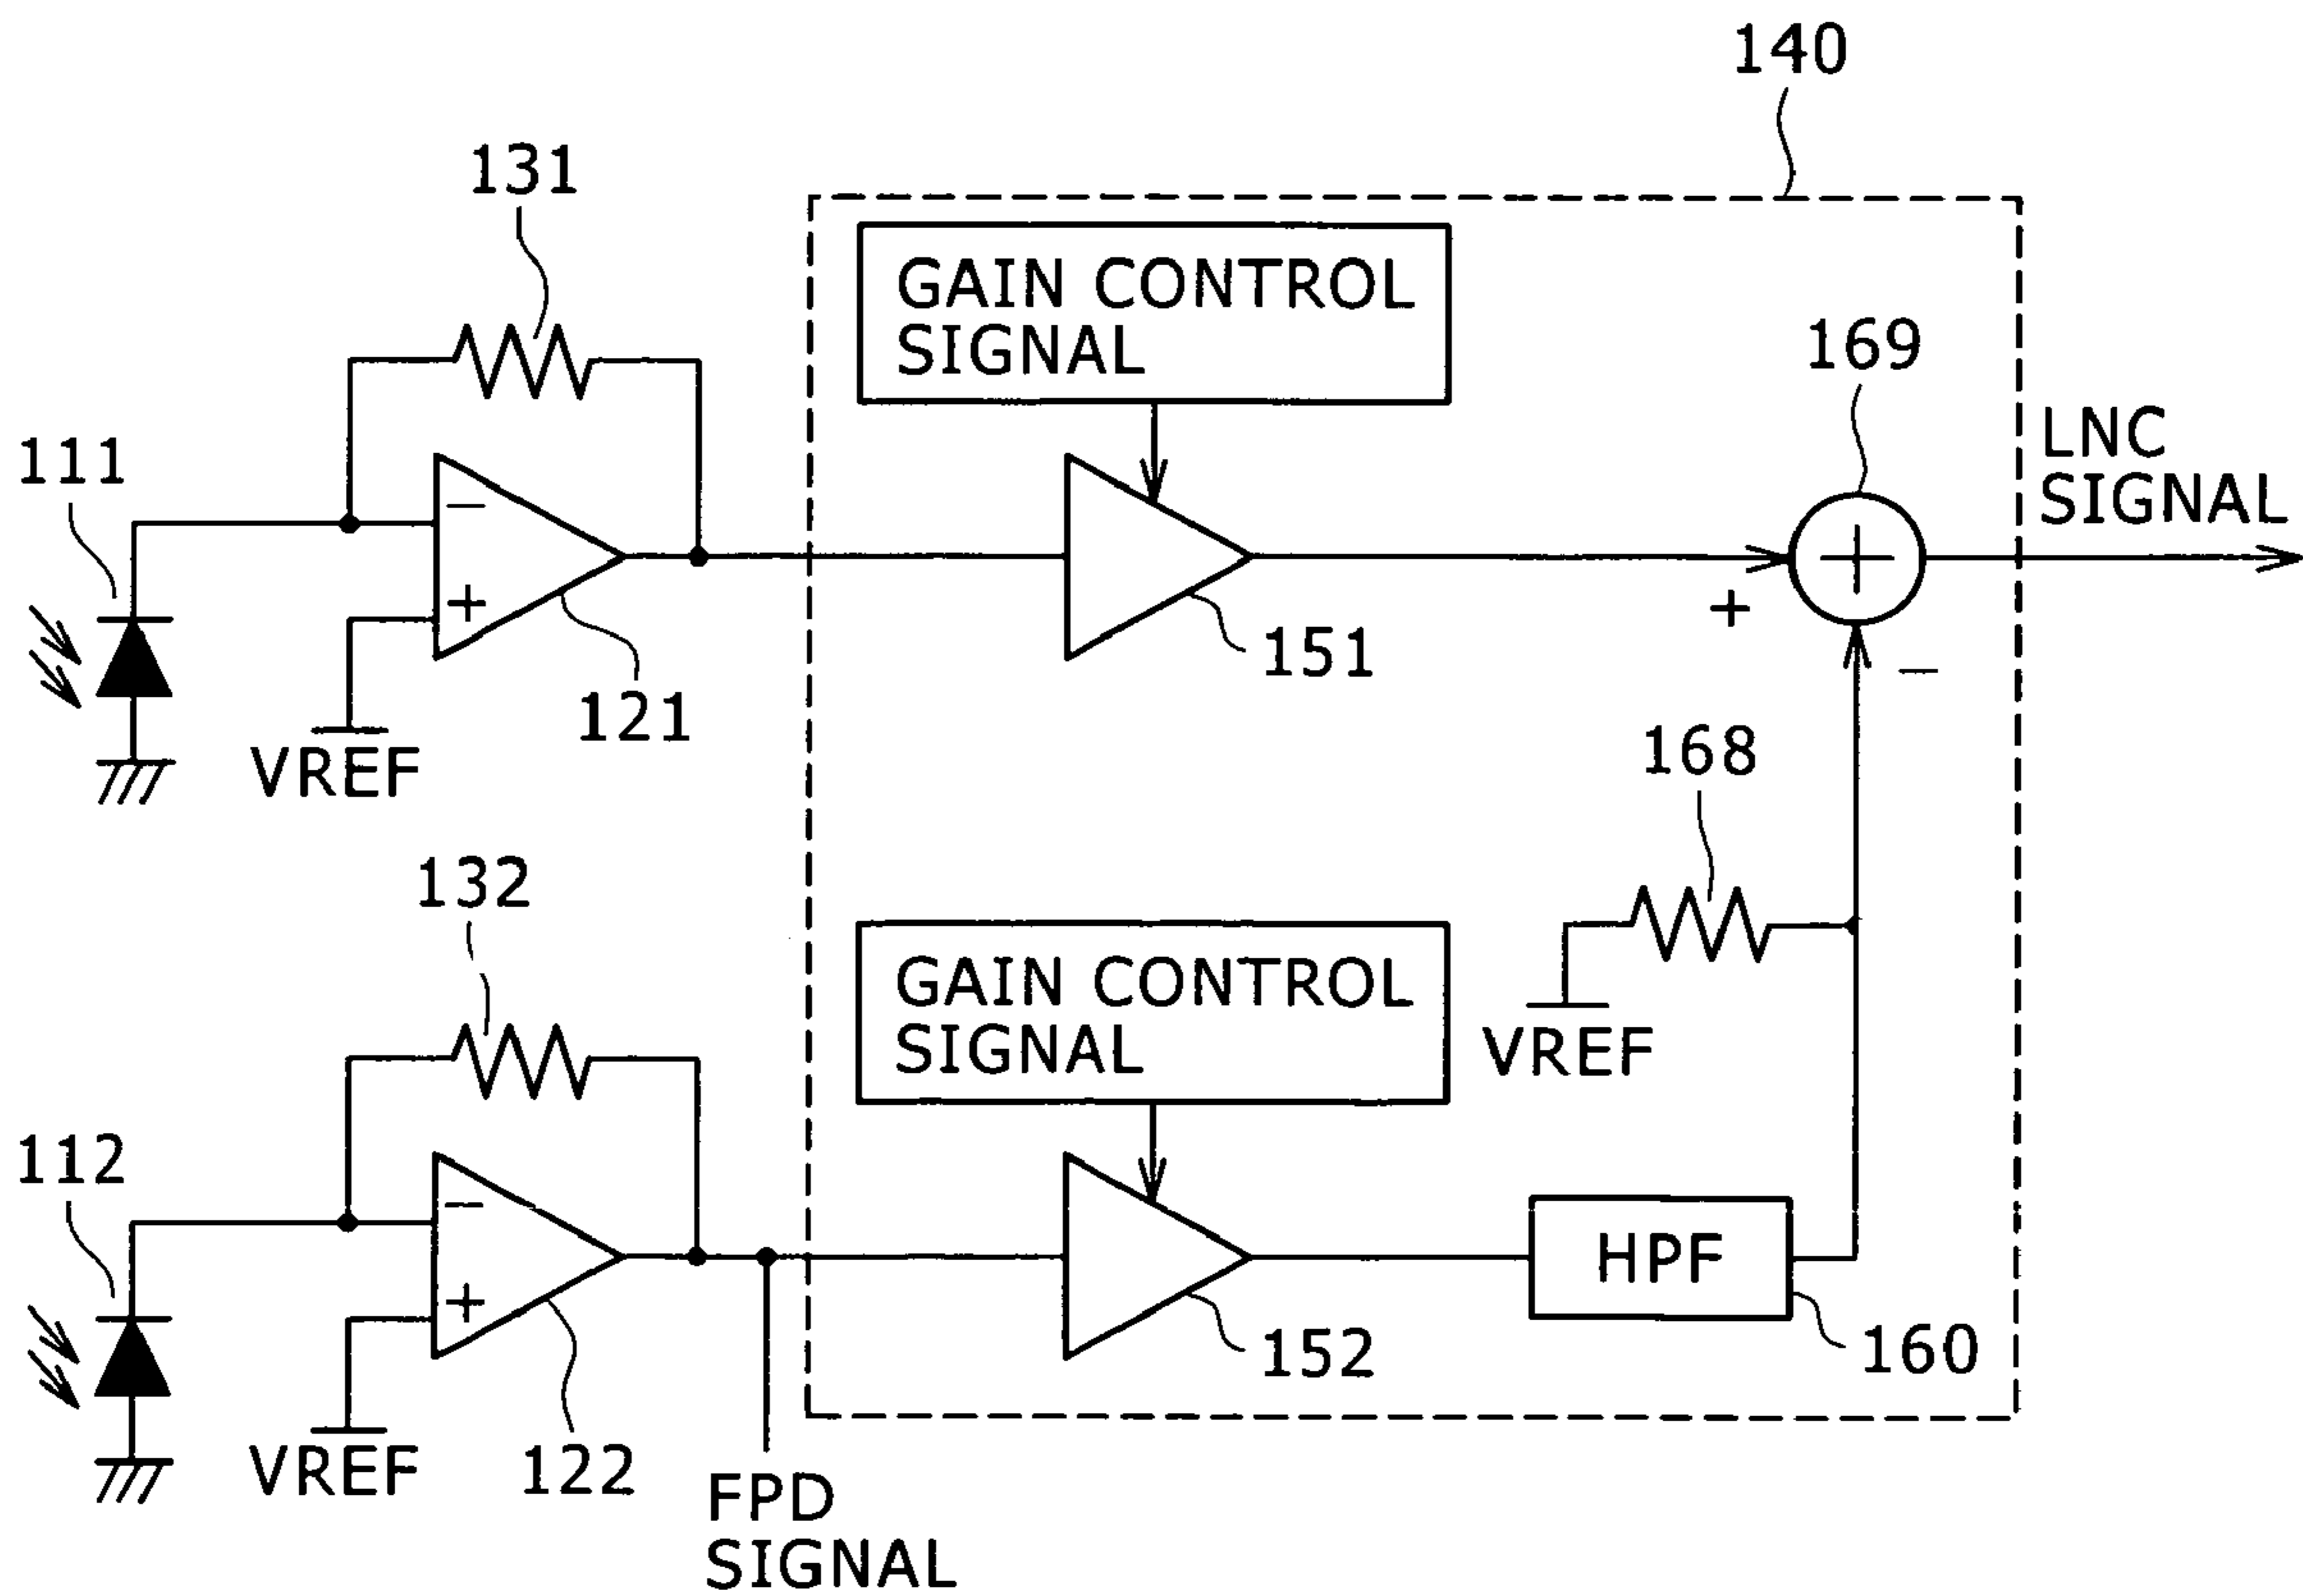 140
131
GAIN CONTROL
SIGNAL
169
LNC
SIGNAL
111
−
+
+
151
−
121
VREF
168
132
GAIN CONTROL
SIGNAL
VREF
112
−
+
HPF
152
160
VREF
122
FPD
SIGNAL